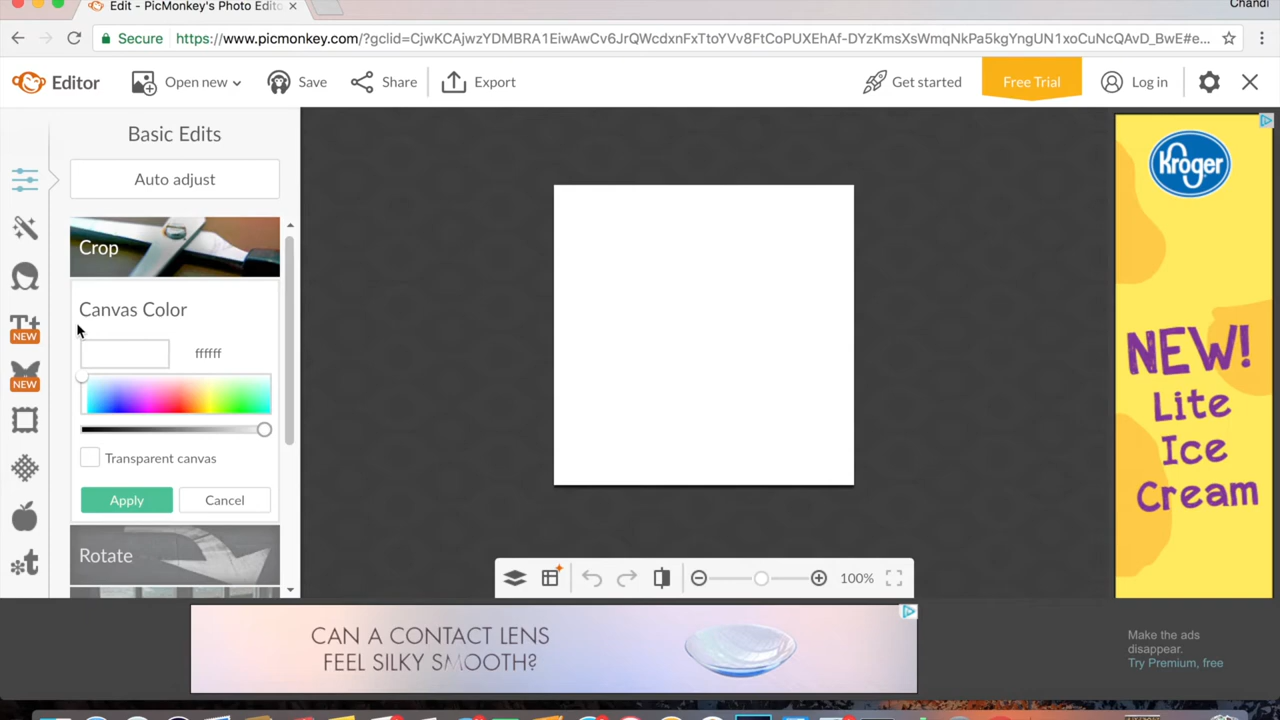 Chandi
Edit - PicMonkey's Photo Edito
Secure
https://www.picmonkey.com/?gclid=CjwKCAjwzYDMBRA1EiwAwCv6JrQWcdxnFxTtoYVv8FtCoPUXEhAf-DYzKmsXsWmqNkPa5kgYngUN1xoCuNcQAvD_BwE#e...
Editor
Open new
Save
Share
Export
Get started
Free Trial
Log in
Basic Edits
Auto adjust
Crop
Canvas Color
ffffff
Transparent canvas
Apply
Cancel
Rotate
NEW
NEW
100%
Kroger
NEW!
Lite
Ice
Cream
CAN A CONTACT LENS
FEEL SILKY SMOOTH?
Make the ads
disappear.
Try Premium, free